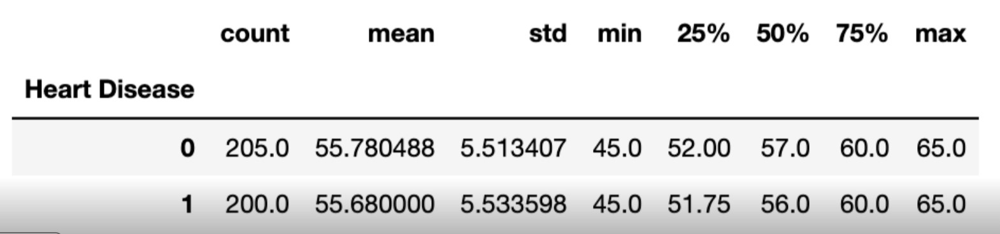 count mean std min 25% 50% 75% max
Heart Disease
0 205.0 55.780488 5.513407 45.0 52.00 57.0 60.0 65.0
1 200.0 55.680000 5.533598 45.0 51.75 56.0 60.0 65.0